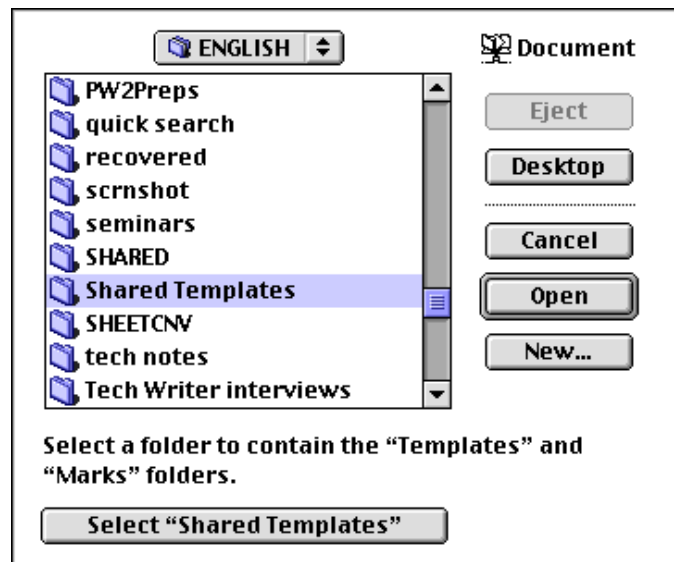 ENGLISH
Document
PW2Preps
quick search
recovered
scrnshot
seminars
SHARED
Shared Templates
SHEETCNV
tech notes
Tech Writer interviews
Eject
Desktop
Cancel
Open
New...
Select a folder to contain the “Templates” and
“Marks” folders.
Select “Shared Templates”